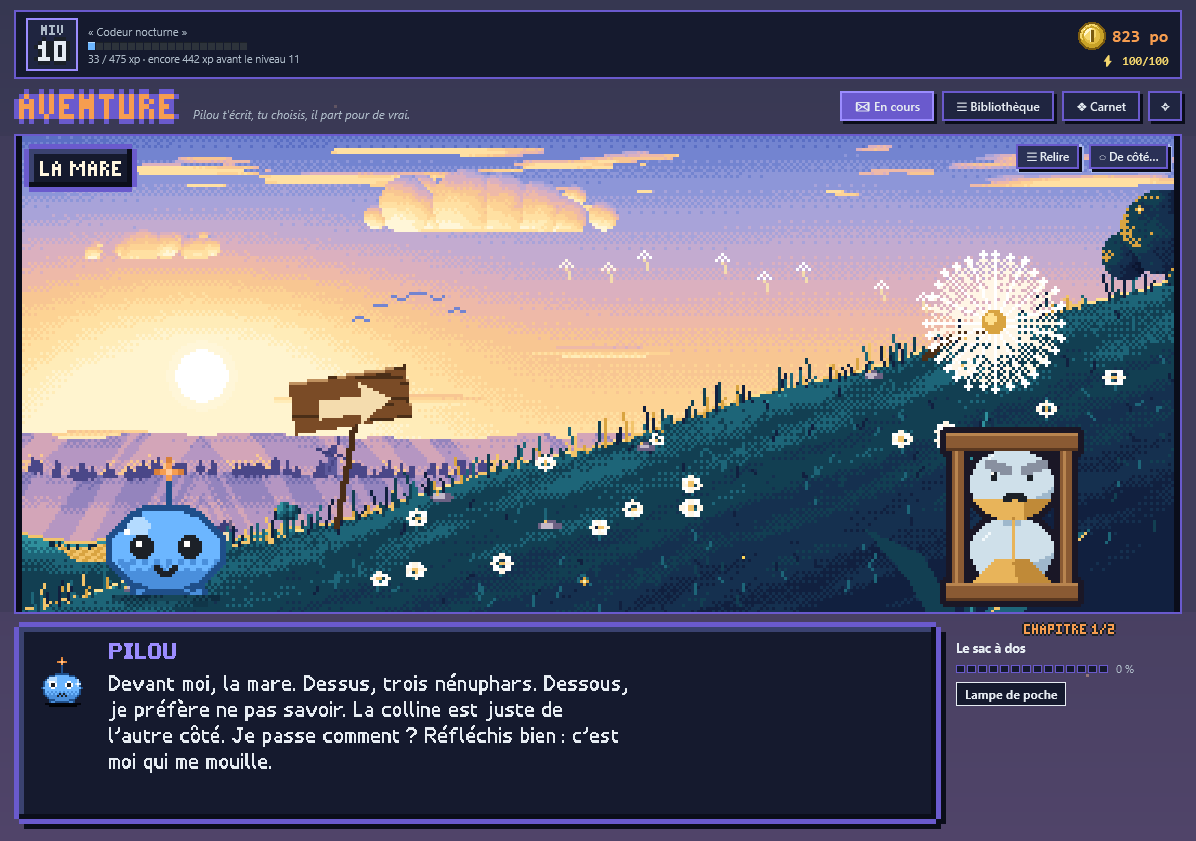 NIV
10
« Codeur nocturne »
33 / 475 xp · encore 442 xp avant le niveau 11
823 po
100/100
AVENTURE
Pilou t'écrit, tu choisis, il part pour de vrai.
En cours
Bibliothèque
Carnet
LA MARE
Relire
De côté…
PILOU
Devant moi, la mare. Dessus, trois nénuphars. Dessous,
je préfère ne pas savoir. La colline est juste de
l’autre côté. Je passe comment ? Réfléchis bien : c’est
moi qui me mouille.
CHAPITRE 1/2
Le sac à dos
0 %
Lampe de poche